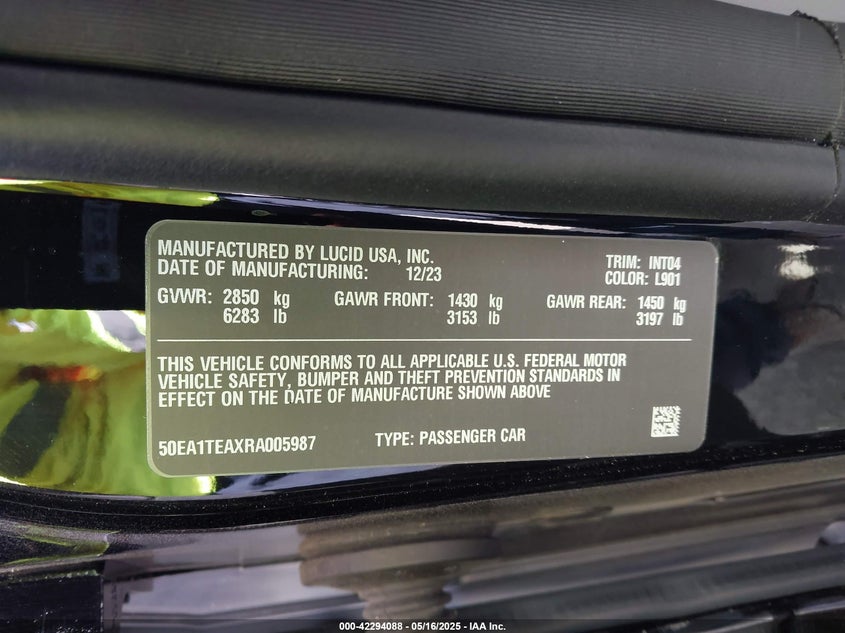 MANUFACTURED BY LUCID USA, INC.
DATE OF MANUFACTURING: 12/23
TRIM: INT04
COLOR: L901
GVWR: 2850 kg GAWR FRONT: 1430 kg GAWR REAR: 1450 kg
6283 lb 3153 lb 3197 lb
THIS VEHICLE CONFORMS TO ALL APPLICABLE U.S. FEDERAL MOTOR
VEHICLE SAFETY, BUMPER AND THEFT PREVENTION STANDARDS IN
EFFECT ON THE DATE OF MANUFACTURE SHOWN ABOVE
50EA1TEAXRA005987 TYPE: PASSENGER CAR
000-42294088 - 05/16/2025 - IAA Inc.